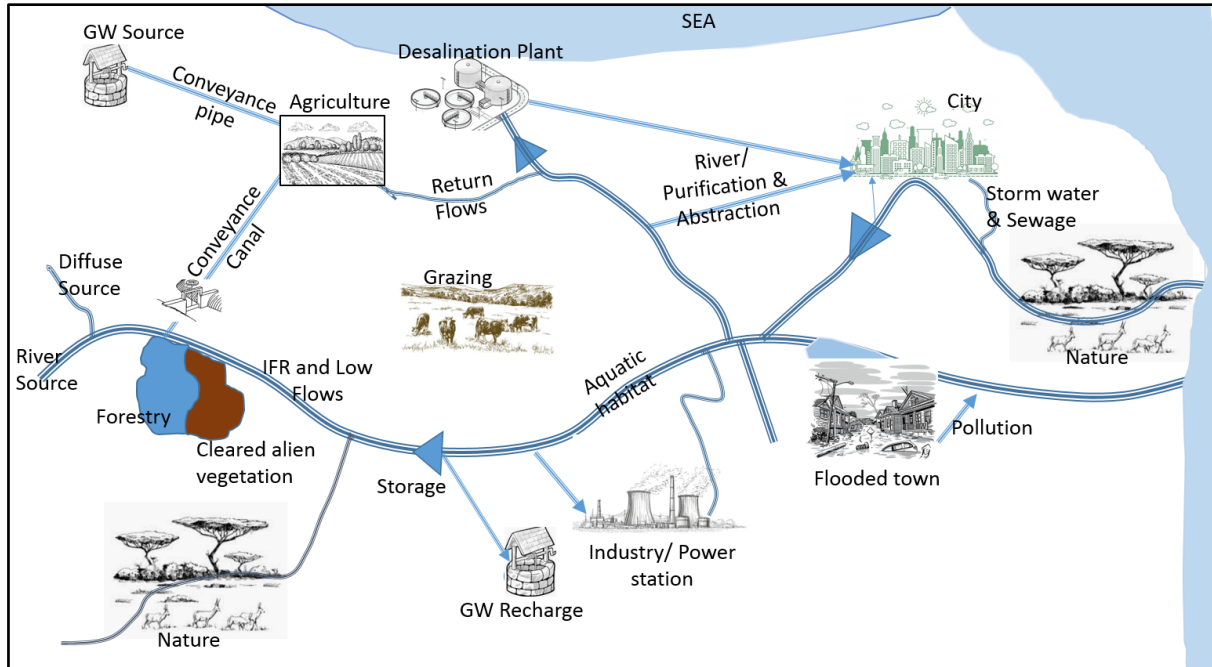 SEA
GW Source
Desalination Plant
Conveyance
pipe
Agriculture
City
River/
Purification &
Abstraction
Return
Flows
Storm water
& Sewage
Conveyance
Canal
Diffuse
Source
Grazing
River
Source
IFR and Low
Flows
Aquatic
habitat
Nature
Forestry
Cleared alien
vegetation
Storage
Pollution
Flooded town
Industry/ Power
station
GW Recharge
Nature